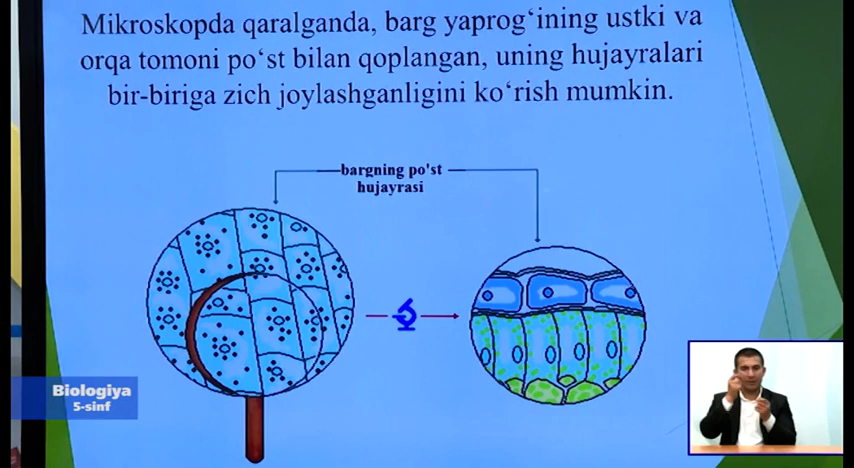 Mikroskopda qaralganda, barg yaprog‘ining ustki va
orqa tomoni po‘st bilan qoplangan, uning hujayralari
bir-biriga zich joylashganligini ko‘rish mumkin.
bargning po'st
hujayrasi
Biologiya
5-sinf